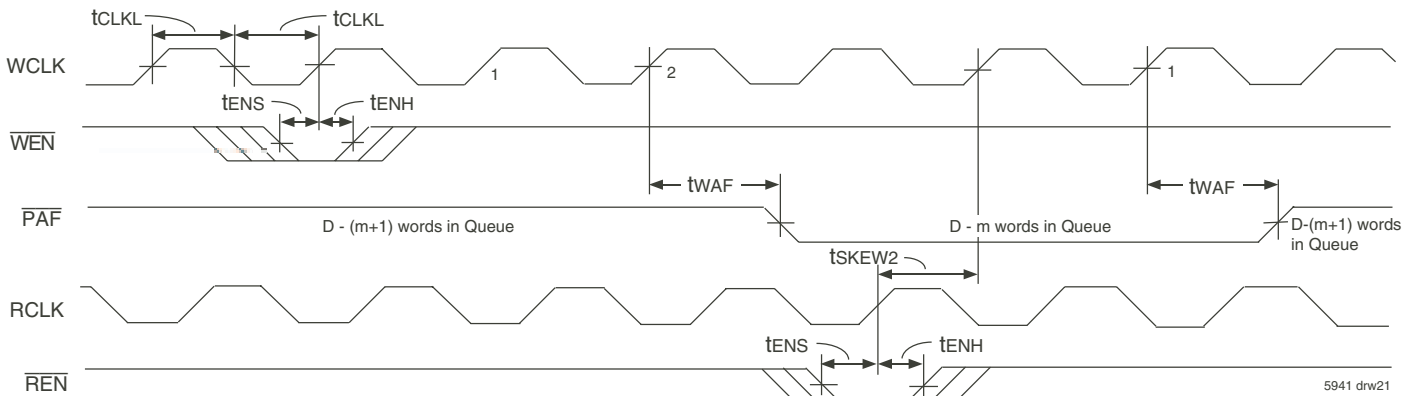 tCLKL tCLKL
WCLK 1 2 1
tENS tENH
WEN
tWAF tWAF
PAF D - (m+1) words in Queue D - m words in Queue D-(m+1) words
in Queue
tSKEW2
RCLK
tENS tENH
REN
5941 drw21